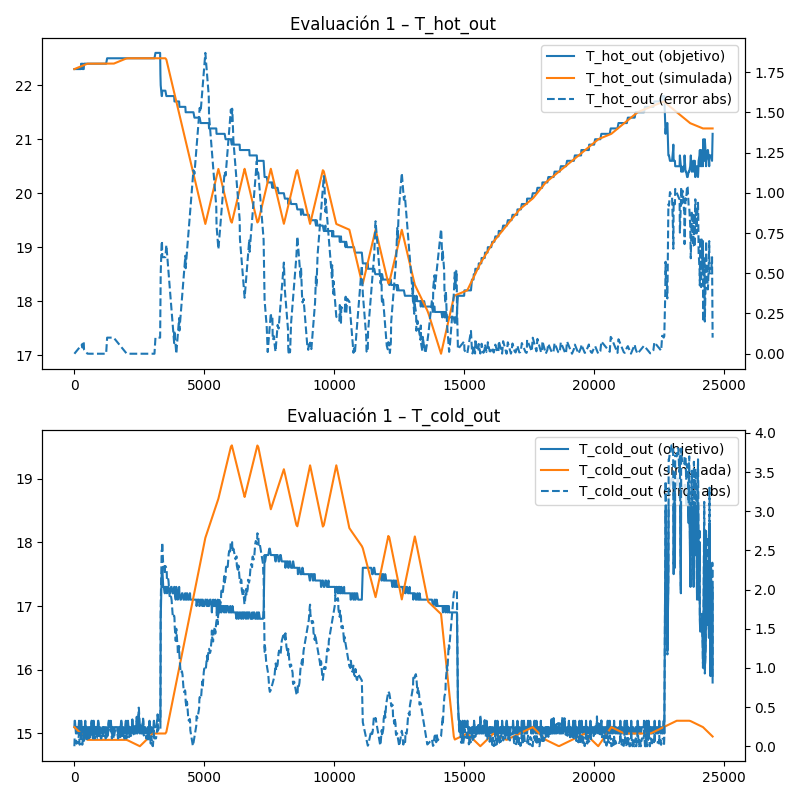 Evaluación 1 – T_hot_out
T_hot_out (objetivo)
T_hot_out (simulada)
T_hot_out (error abs)
22
21
20
19
18
17
1.75
1.50
1.25
1.00
0.75
0.50
0.25
0.00
0 5000 10000 15000 20000 25000
Evaluación 1 – T_cold_out
T_cold_out (objetivo)
T_cold_out (simulada)
T_cold_out (error abs)
19
18
17
16
15
4.0
3.5
3.0
2.5
2.0
1.5
1.0
0.5
0.0
0 5000 10000 15000 20000 25000